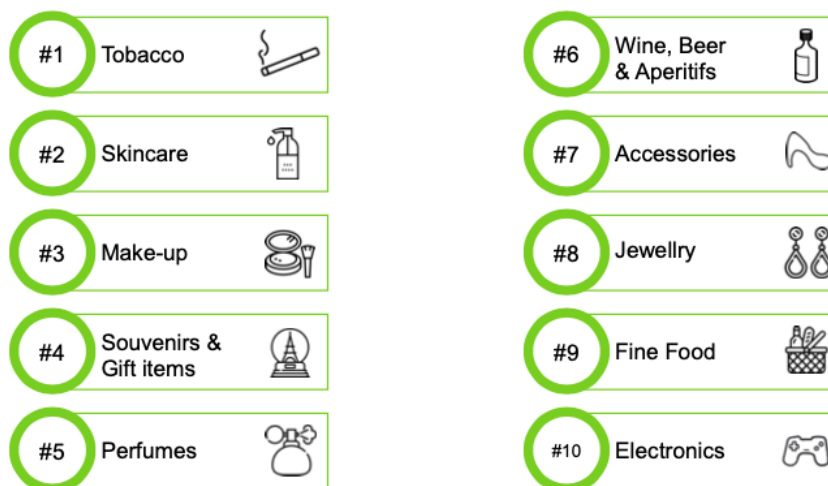 #1 Tobacco
#2 Skincare
#3 Make-up
#4 Souvenirs &
Gift items
#5 Perfumes
#6 Wine, Beer
& Aperitifs
#7 Accessories
#8 Jewellry
#9 Fine Food
#10 Electronics